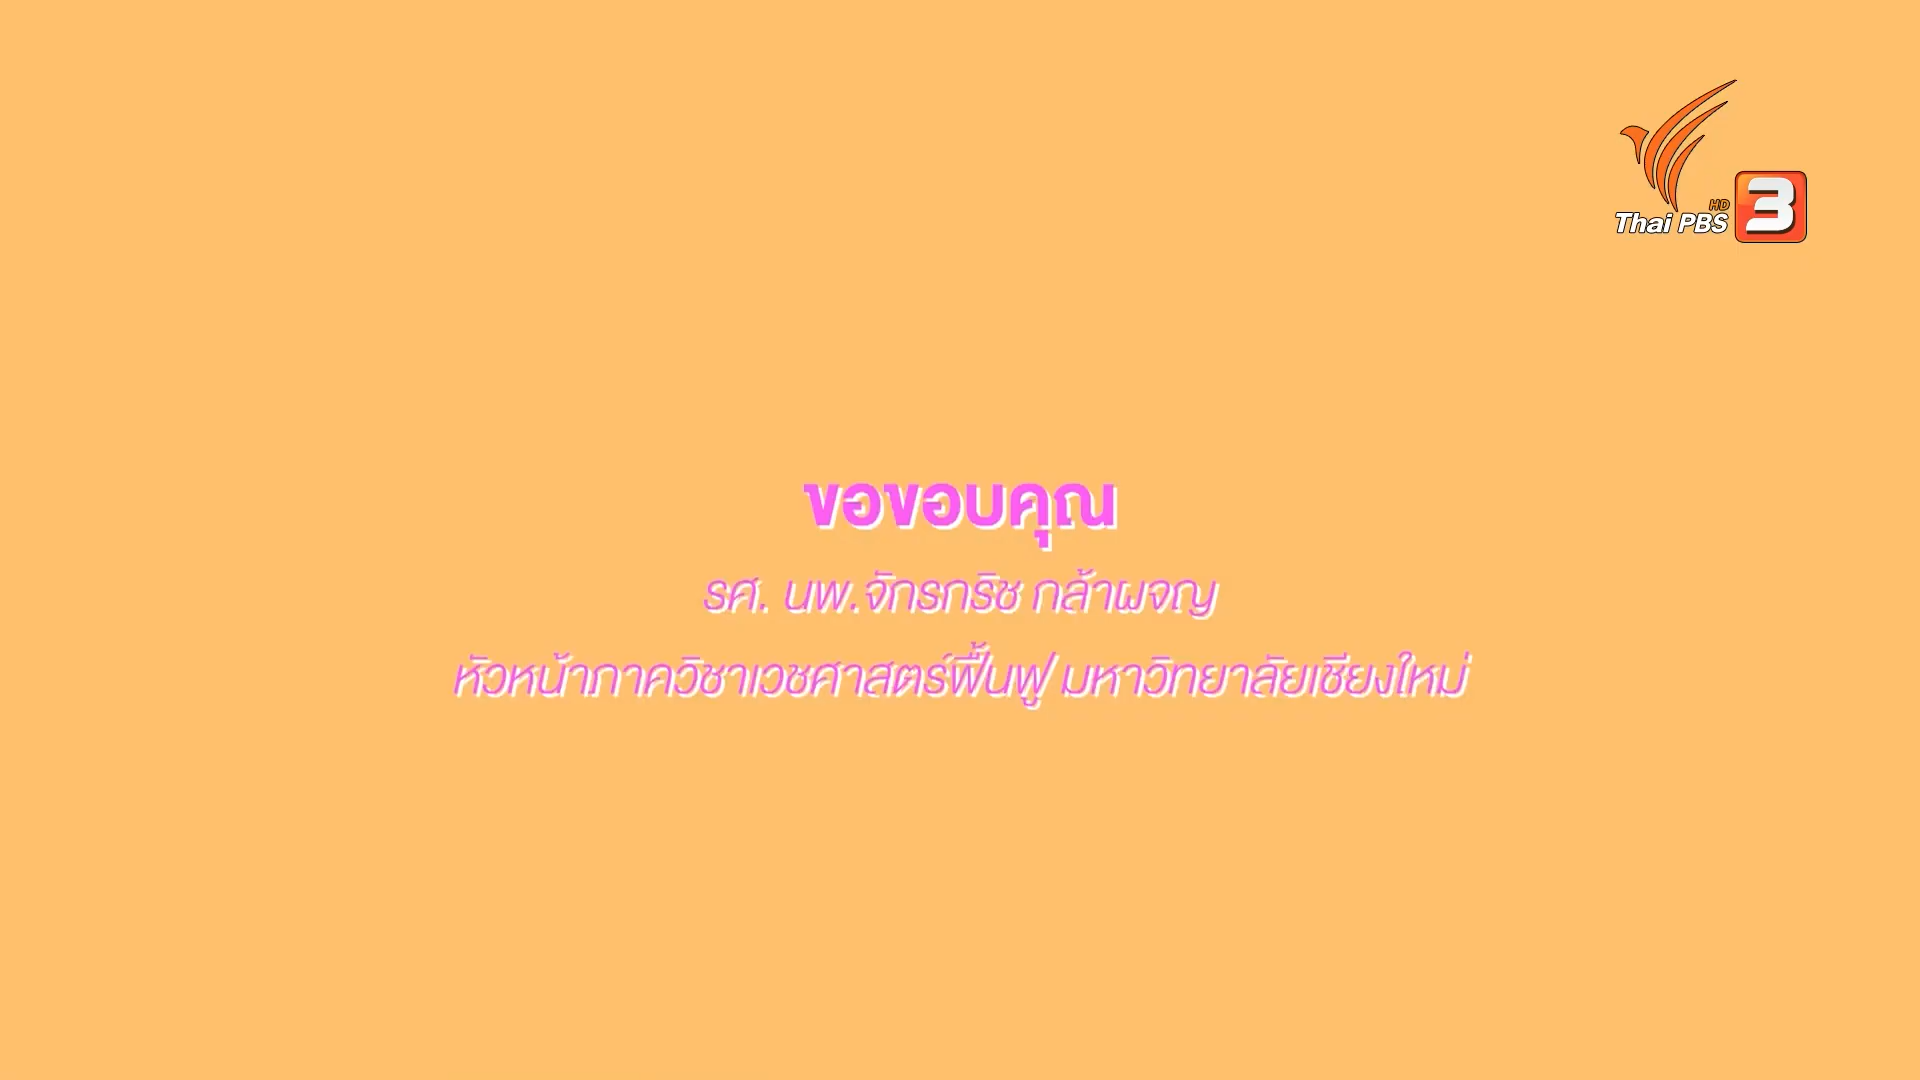 HD
Thai PBS 3
ขอขอบคุณ
รศ. นพ.จักรกริช กล้าผจญ
หัวหน้าภาควิชาเวชศาสตร์ฟื้นฟู มหาวิทยาลัยเชียงใหม่